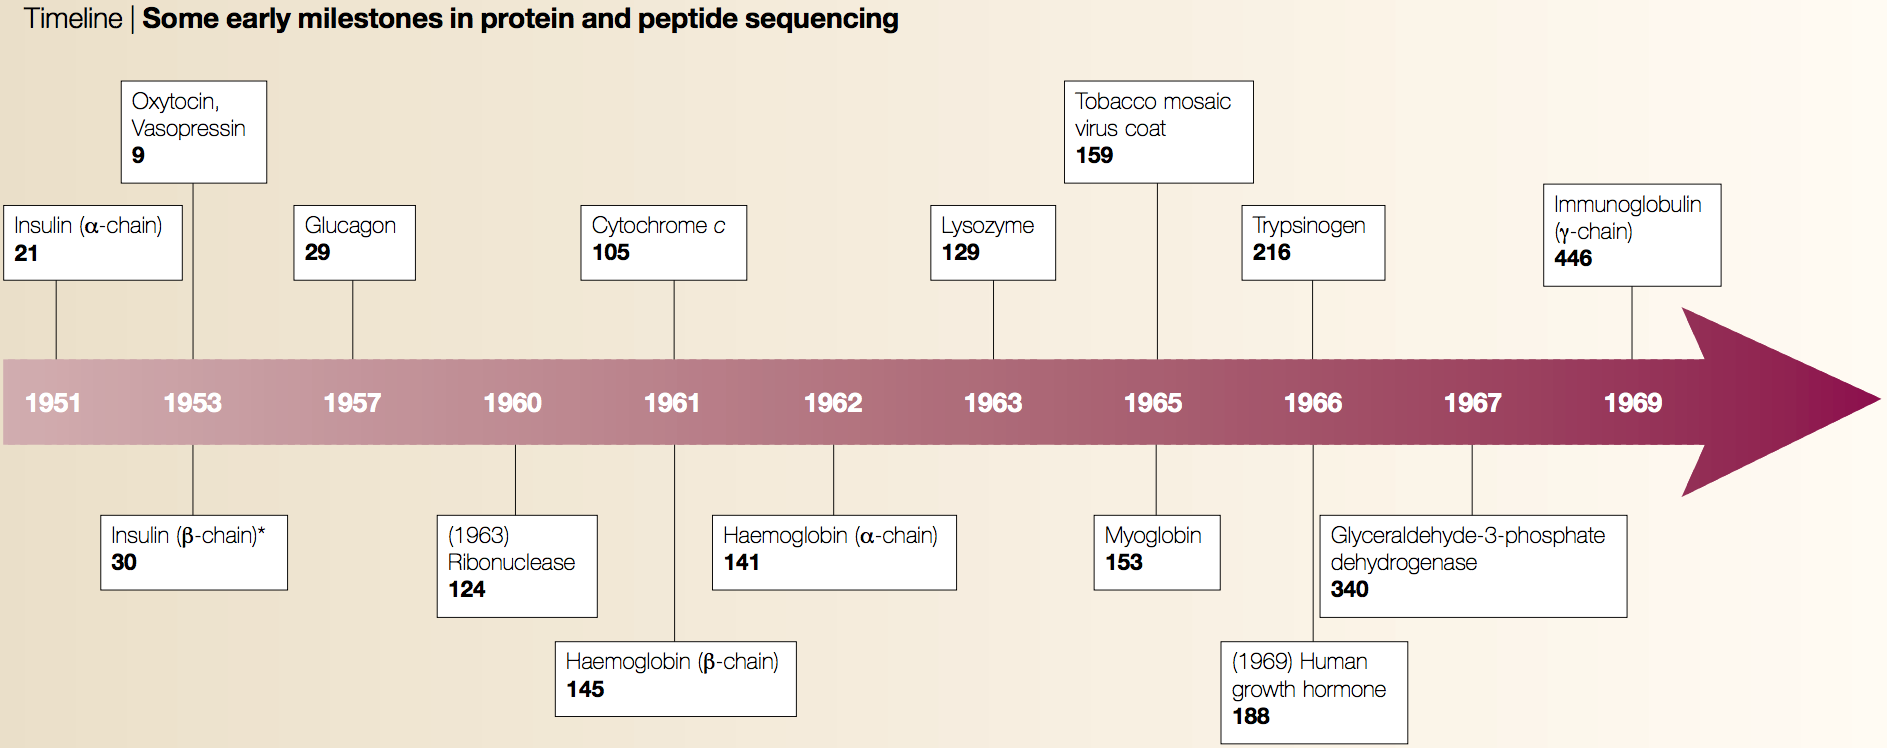 Timeline | Some early milestones in protein and peptide sequencing
Oxytocin,
Vasopressin
9
Tobacco mosaic
virus coat
159
Insulin (α-chain)
21
Glucagon
29
Cytochrome c
105
Lysozyme
129
Trypsinogen
216
Immunoglobulin
(γ-chain)
446
1951 1953 1957 1960 1961 1962 1963 1965 1966 1967 1969
Insulin (β-chain)*
30
(1963)
Ribonuclease
124
Haemoglobin (α-chain)
141
Myoglobin
153
Glyceraldehyde-3-phosphate
dehydrogenase
340
Haemoglobin (β-chain)
145
(1969) Human
growth hormone
188